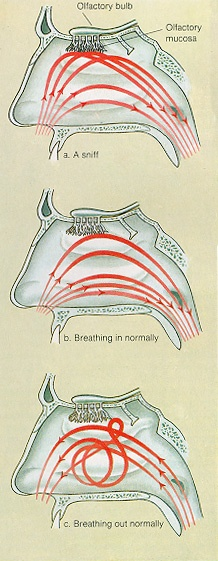 Olfactory bulb
Olfactory
mucosa
a. A sniff
b. Breathing in normally
c. Breathing out normally